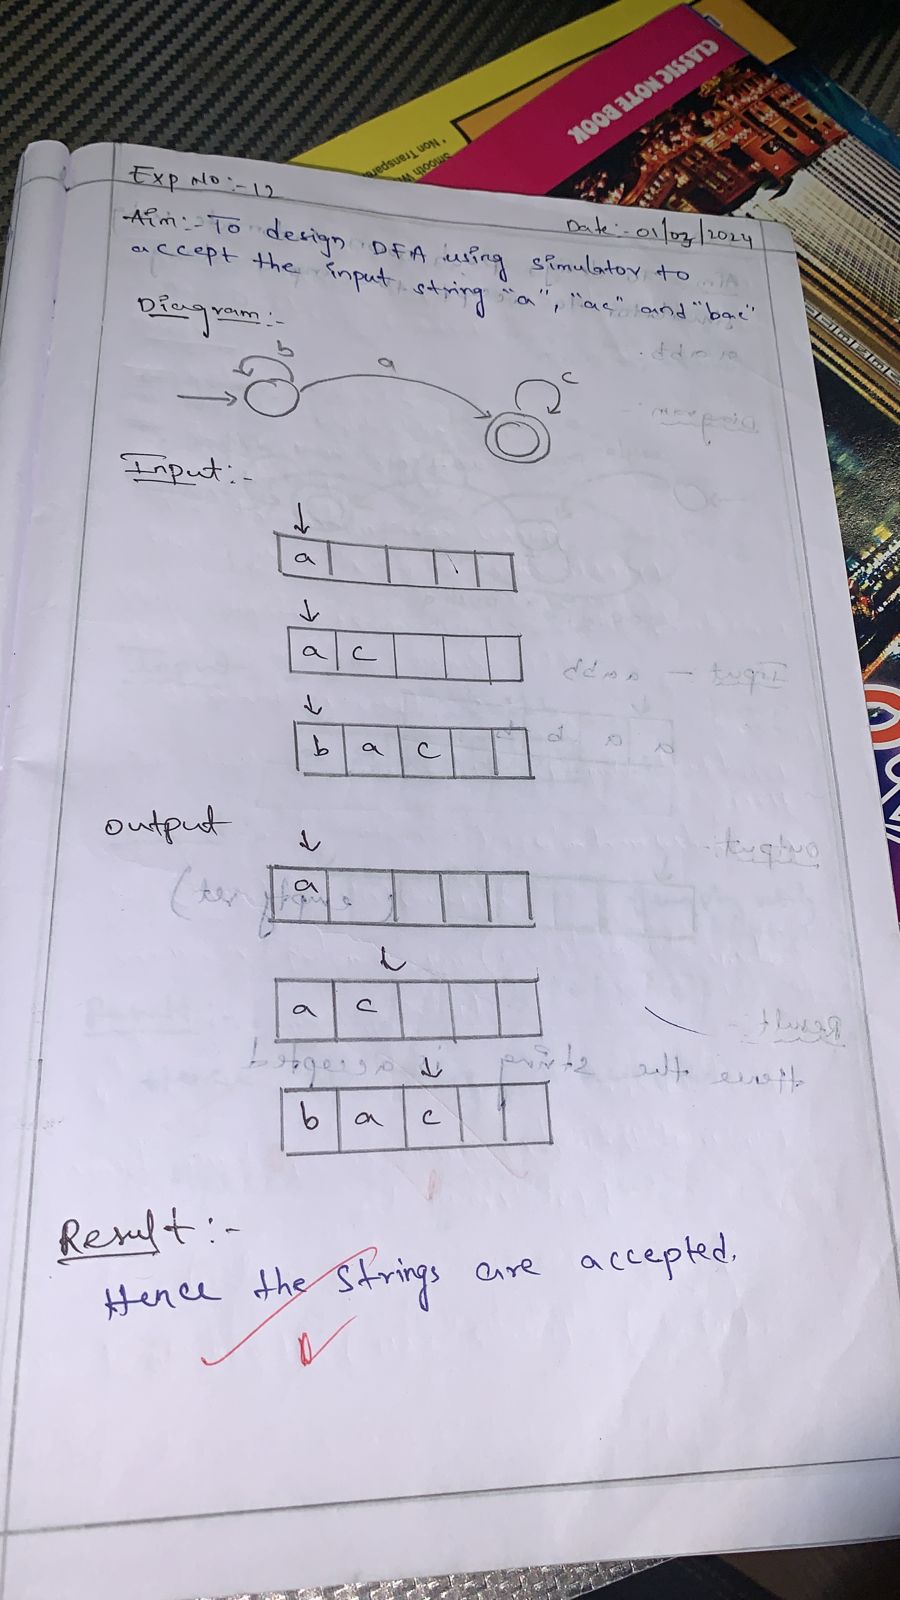 CLASSIC NOTE BOOK
Non Transpare
Exp No:-12
Date:-01/03/2024
Aim:- To design DFA using simulator to
accept the input string "a", "ac" and "bac"
Diagram:-
b
a
c
Input:-
a
a c
b a c
output
a
a c
b a c
Result:-
Hence the strings are accepted.